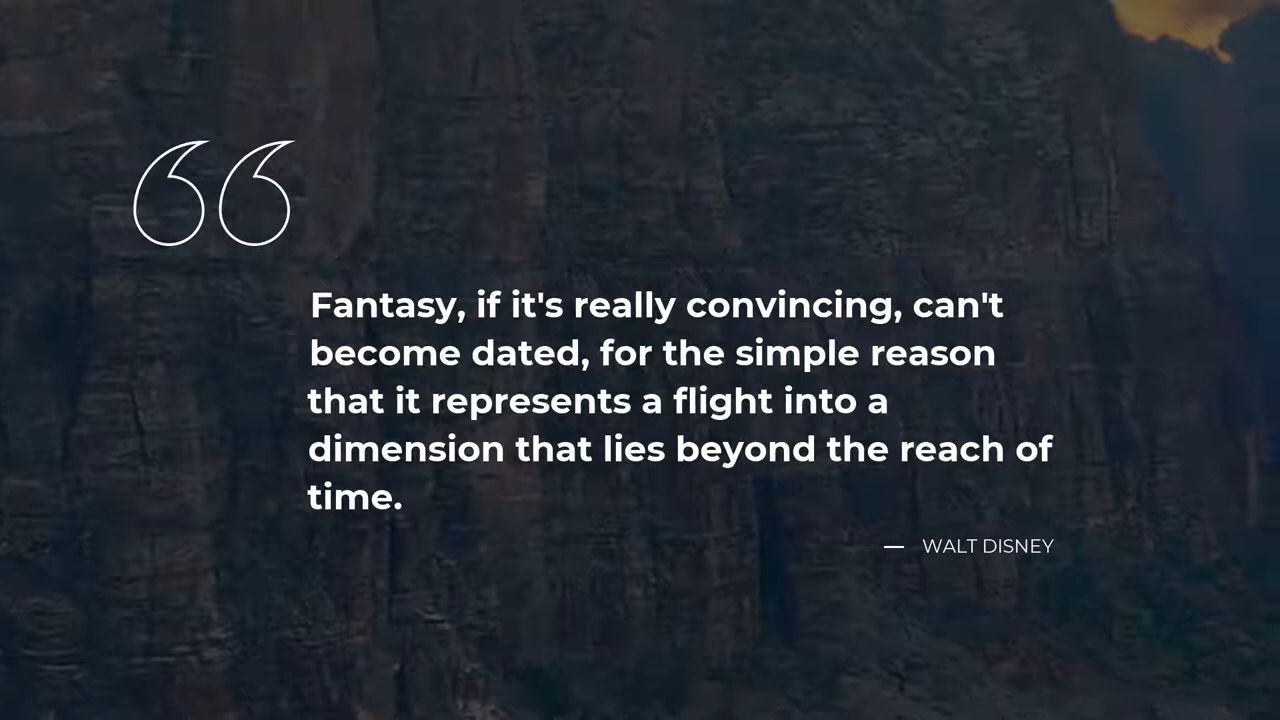 Fantasy, if it's really convincing, can't
become dated, for the simple reason
that it represents a flight into a
dimension that lies beyond the reach of
time.
— WALT DISNEY